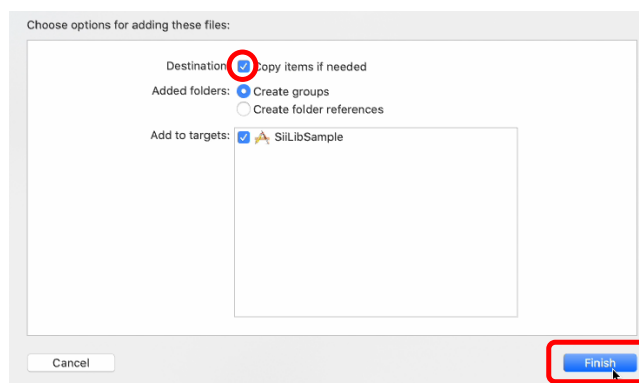 Choose options for adding these files:
Destination: Copy items if needed
Added folders: Create groups
Create folder references
Add to targets: SiiLibSample
Cancel Finish